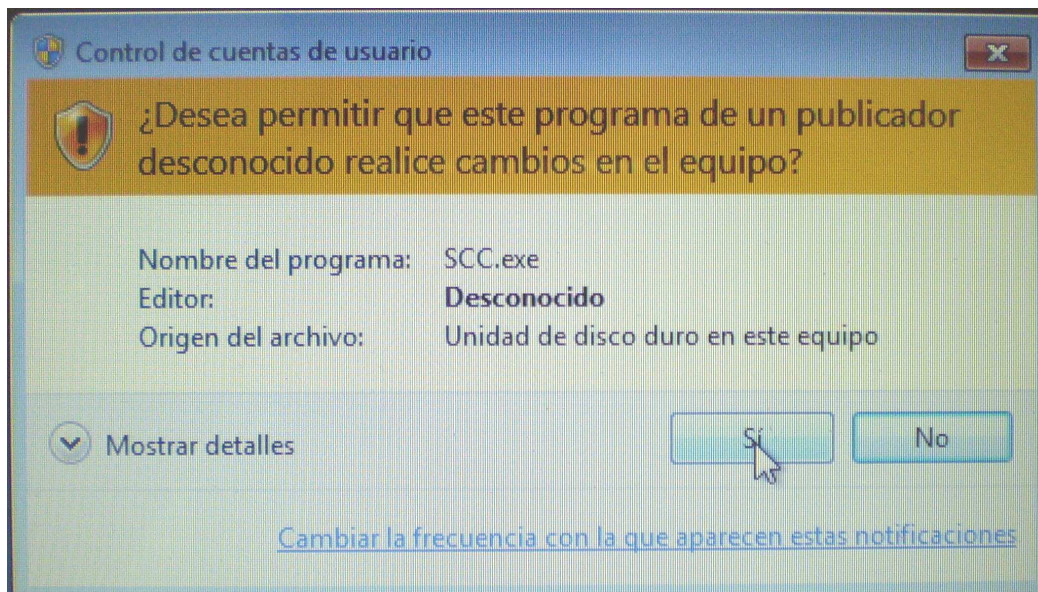 Control de cuentas de usuario
¿Desea permitir que este programa de un publicador
desconocido realice cambios en el equipo?
Nombre del programa: SCC.exe
Editor: Desconocido
Origen del archivo: Unidad de disco duro en este equipo
Mostrar detalles
Sí
No
Cambiar la frecuencia con la que aparecen estas notificaciones